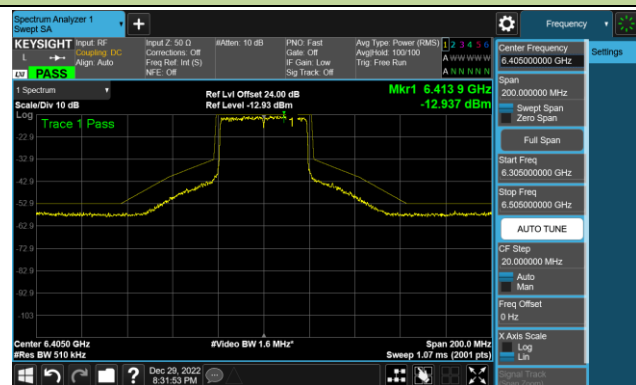 Spectrum Analyzer 1
Swept SA
Frequency
KEYSIGHT
Input: RF
Coupling: DC
Align: Auto
Input Z: 50 Ω
Corrections: Off
Freq Ref: Int (S)
NFE: Off
#Atten: 10 dB
PNO: Fast
Gate: Off
IF Gain: Low
Sig Track: Off
Avg Type: Power (RMS)
Avg|Hold: 100/100
Trig: Free Run
1 2 3 4 5 6
A W W W W W
A N N N N N
L
LXI PASS
1 Spectrum
Scale/Div 10 dB
Ref Lvl Offset 24.00 dB
Ref Level -12.93 dBm
Mkr1 6.413 9 GHz
-12.937 dBm
Log
Trace 1 Pass
1
-22.9
-32.9
-42.9
-52.9
-62.9
-72.9
-82.9
-92.9
-103
Center 6.4050 GHz
#Res BW 510 kHz
#Video BW 1.6 MHz*
Span 200.0 MHz
Sweep 1.07 ms (2001 pts)
Dec 29, 2022
8:31:53 PM
Settings
Center Frequency
6.405000000 GHz
Span
200.000000 MHz
Swept Span
Zero Span
Full Span
Start Freq
6.305000000 GHz
Stop Freq
6.505000000 GHz
AUTO TUNE
CF Step
20.000000 MHz
Auto
Man
Freq Offset
0 Hz
X Axis Scale
Log
Lin
Signal Track